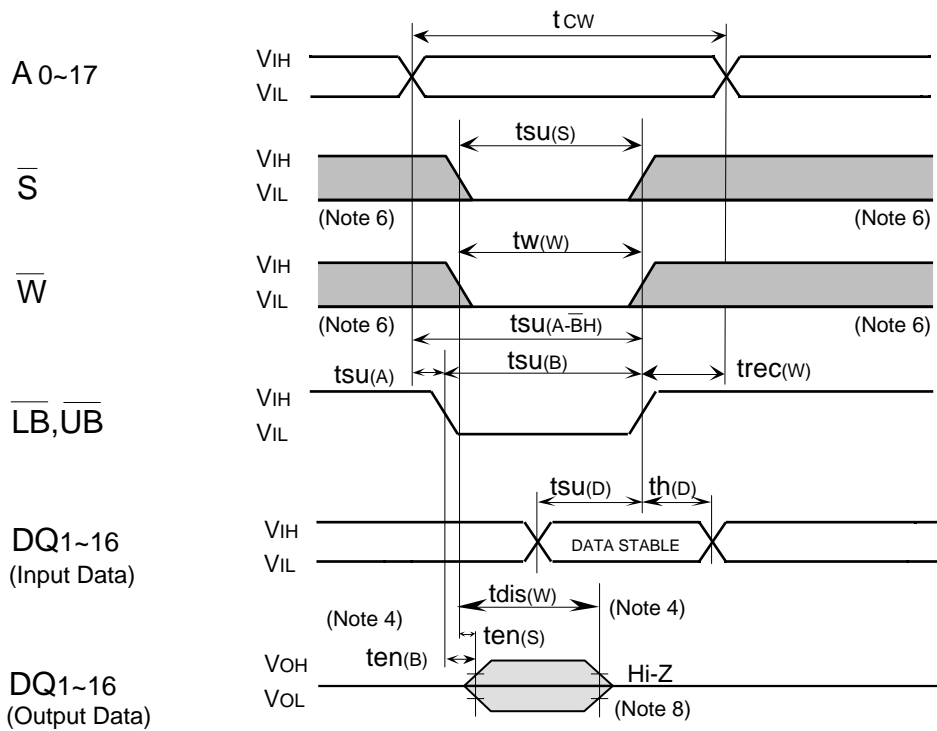 tCW
A 0~17
VIH
VIL
tsu(S)
S
VIH
VIL
(Note 6)
(Note 6)
tw(W)
W
VIH
VIL
(Note 6)
(Note 6)
tsu(A-BH)
tsu(A)
tsu(B)
trec(W)
LB,UB
VIH
VIL
tsu(D)
th(D)
DQ1~16
(Input Data)
VIH
VIL
DATA STABLE
tdis(W)
(Note 4)
(Note 4)
ten(S)
ten(B)
DQ1~16
(Output Data)
VOH
VOL
Hi-Z
(Note 8)